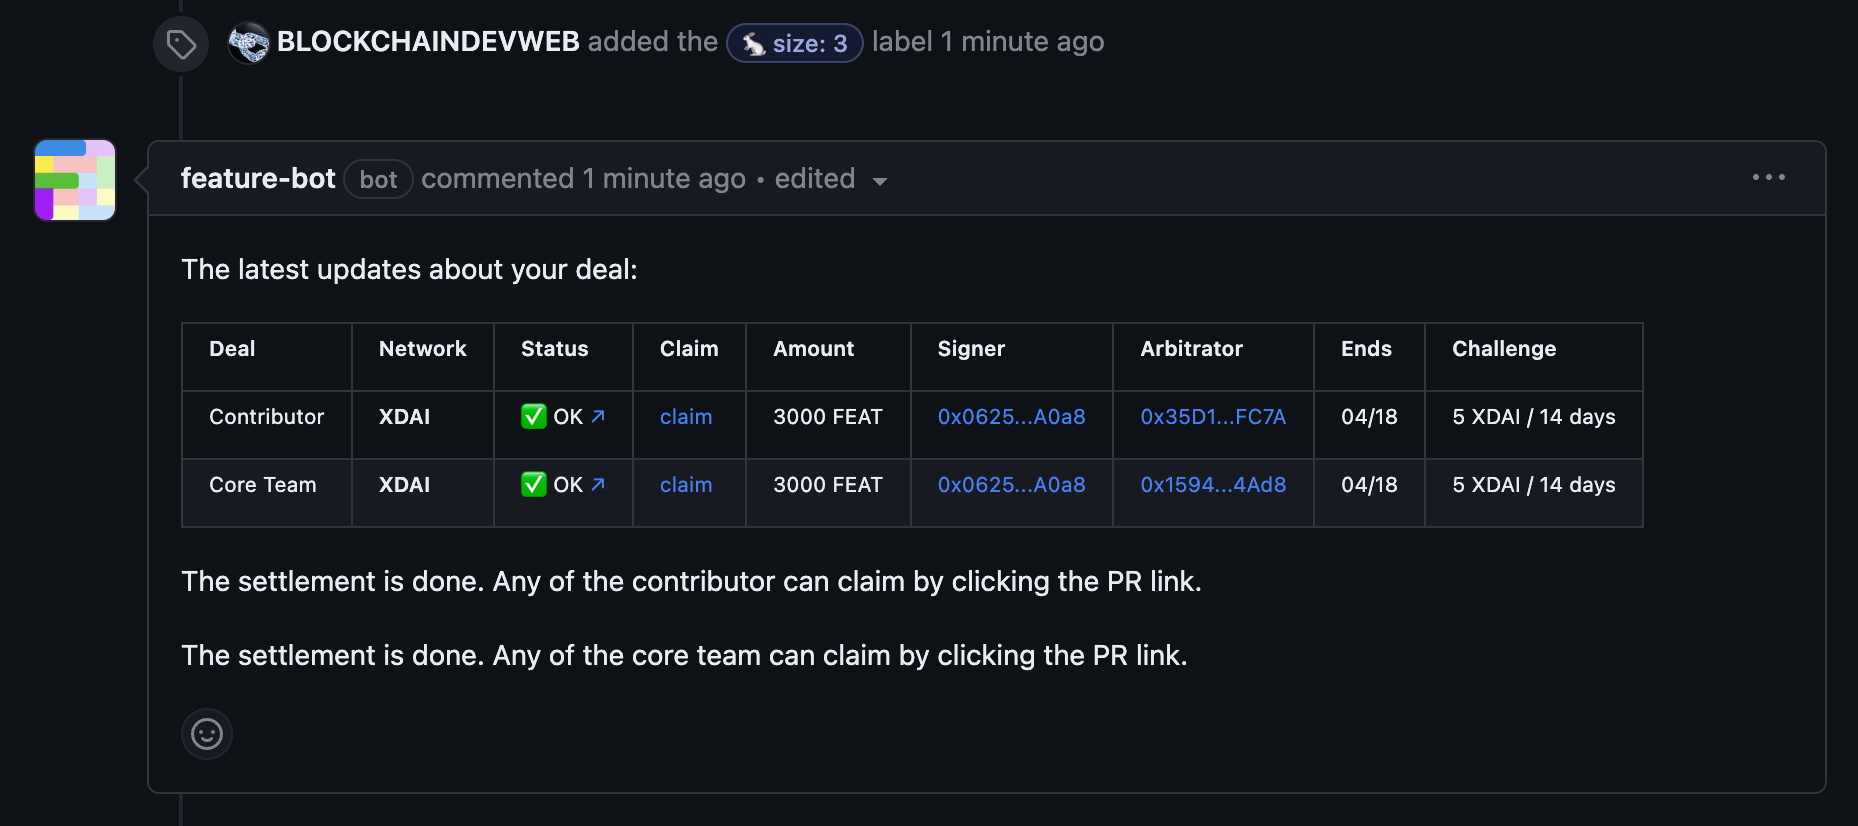 BLOCKCHAINDEVWEB added the 🐇 size: 3 label 1 minute ago
feature-bot bot commented 1 minute ago • edited
The latest updates about your deal:
Deal Network Status Claim Amount Signer Arbitrator Ends Challenge
Contributor XDAI ✅ OK ↗ claim 3000 FEAT 0x0625...A0a8 0x35D1...FC7A 04/18 5 XDAI / 14 days
Core Team XDAI ✅ OK ↗ claim 3000 FEAT 0x0625...A0a8 0x1594...4Ad8 04/18 5 XDAI / 14 days
The settlement is done. Any of the contributor can claim by clicking the PR link.
The settlement is done. Any of the core team can claim by clicking the PR link.